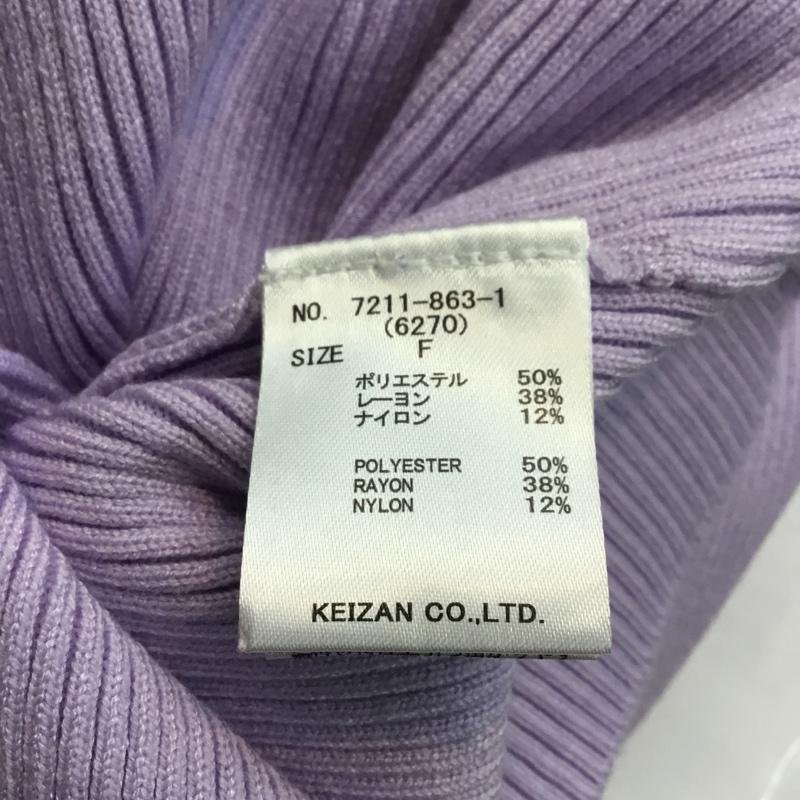 NO. 7211-863-1
(6270)
SIZE F
ポリエステル 50%
レーヨン 38%
ナイロン 12%
POLYESTER 50%
RAYON 38%
NYLON 12%
KEIZAN CO.,LTD.